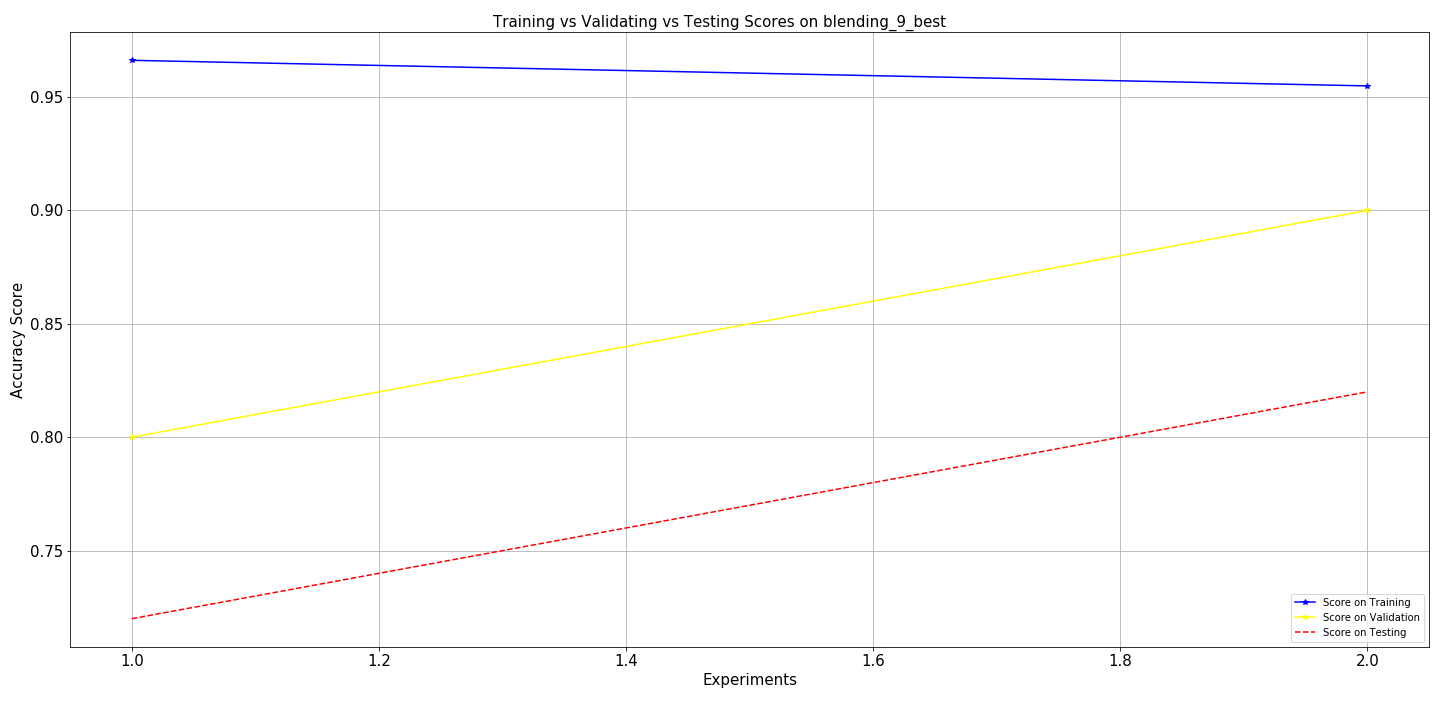 Training vs Validating vs Testing Scores on blending_9_best
Accuracy Score
0.95
0.90
0.85
0.80
0.75
1.0 1.2 1.4 1.6 1.8 2.0
Experiments
Score on Training
Score on Validation
Score on Testing